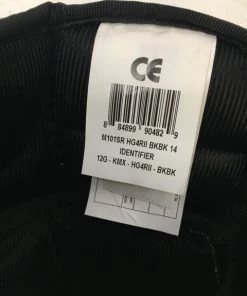 CE
8 84899 90482 9
M101SR HG4RII BKBK 14
IDENTIFIER
12G - KMX - HG4RII - BKBK